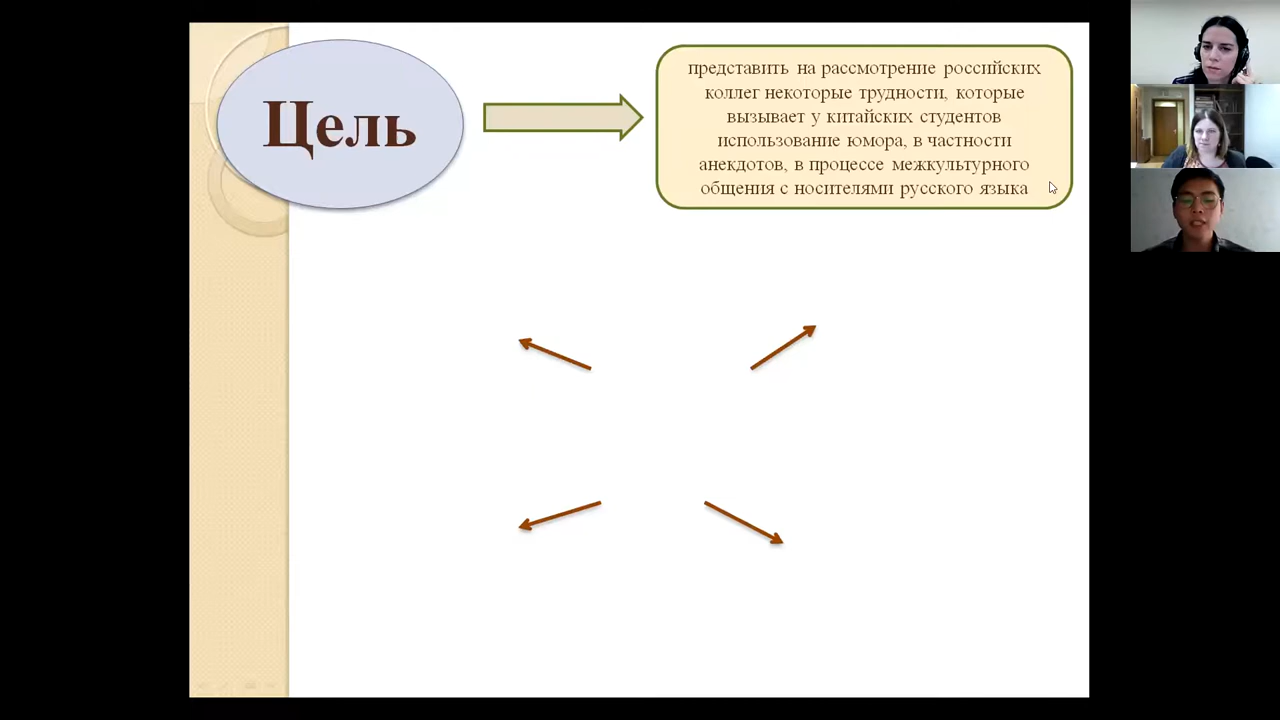 Цель
представить на рассмотрение российских
коллег некоторые трудности, которые
вызывает у китайских студентов
использование юмора, в частности
анекдотов, в процессе межкультурного
общения с носителями русского языка